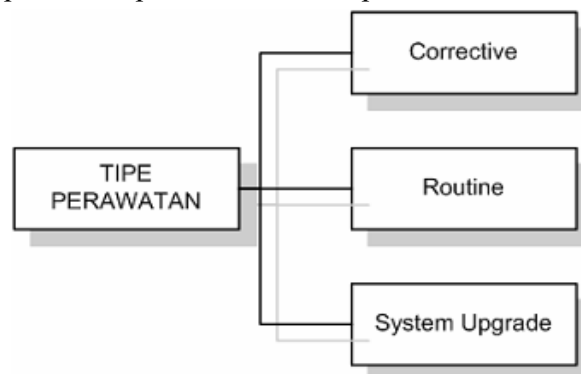 TIPE
PERAWATAN
Corrective
Routine
System Upgrade